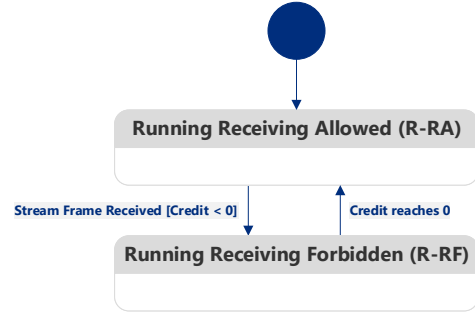 Running Receiving Allowed (R-RA)
Stream Frame Received [Credit < 0]
Credit reaches 0
Running Receiving Forbidden (R-RF)